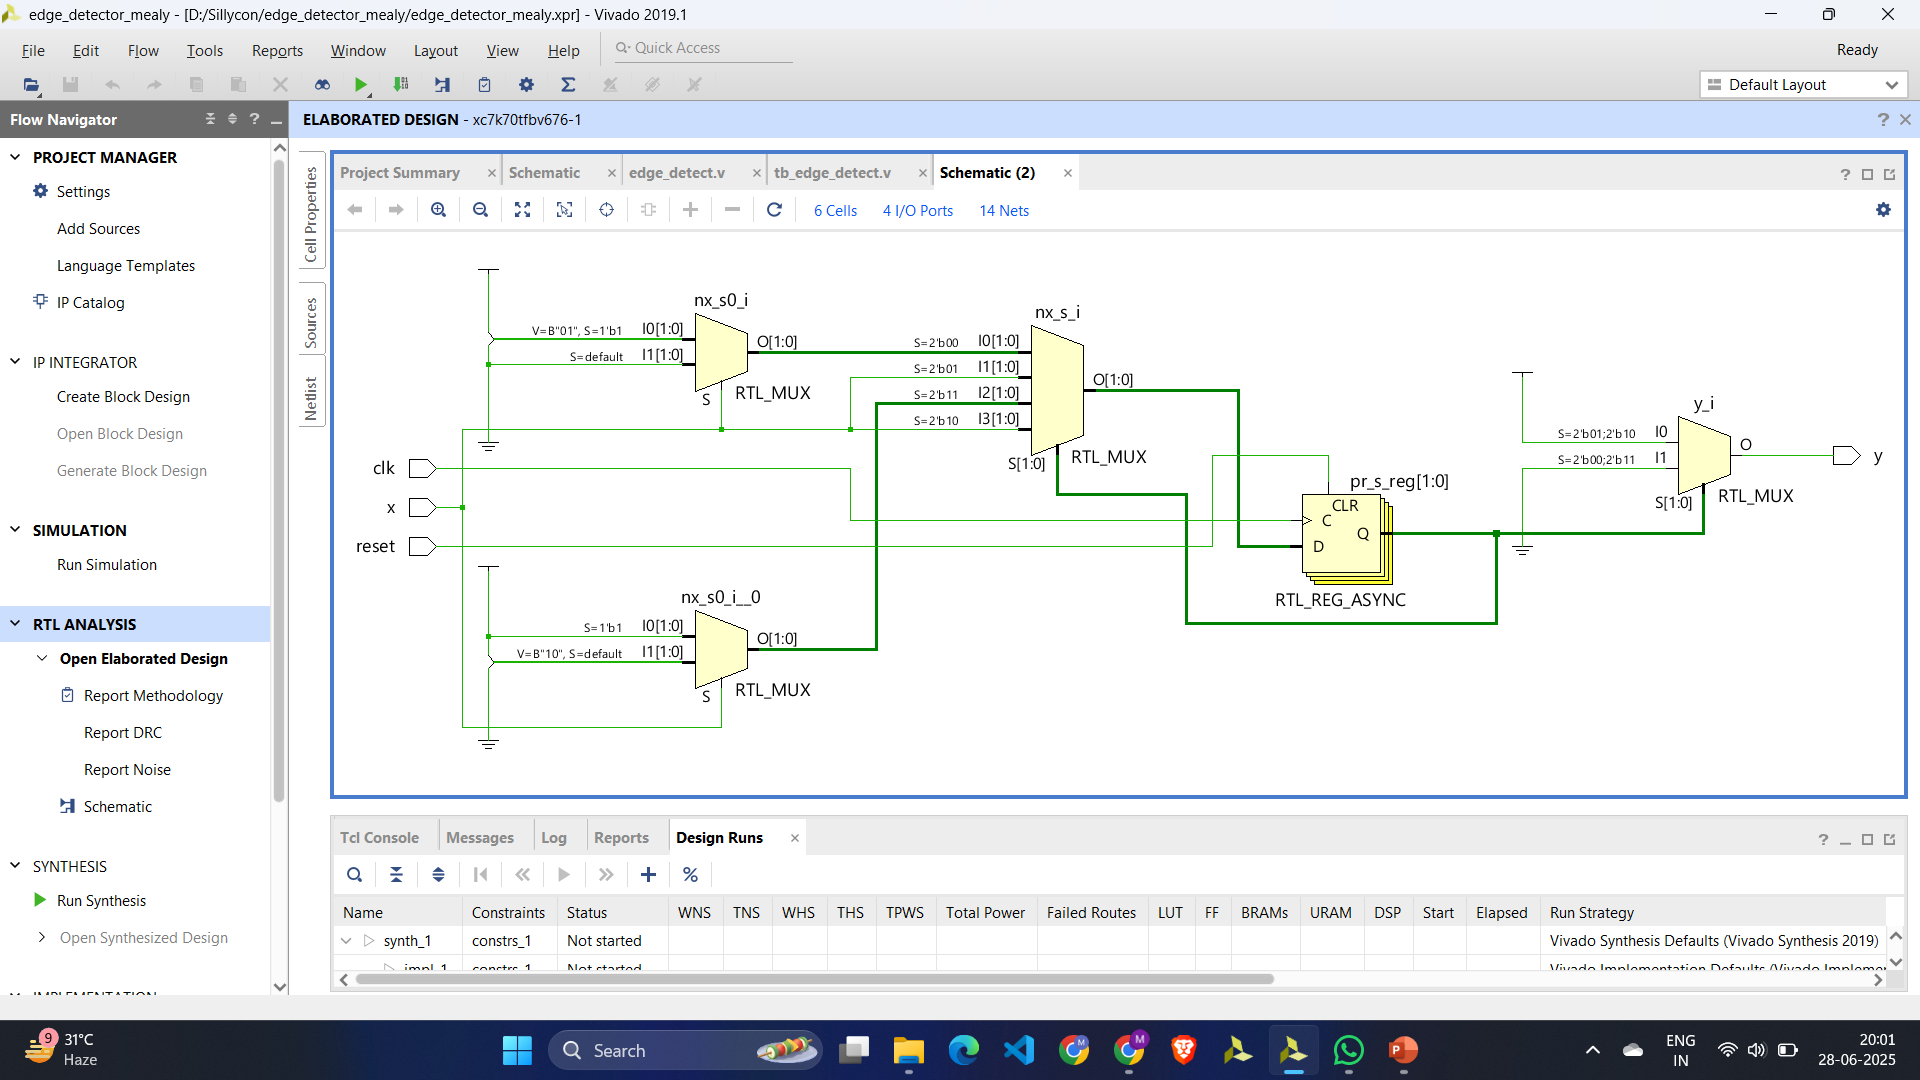 edge_detector_mealy - [D:/Sillycon/edge_detector_mealy/edge_detector_mealy.xpr] - Vivado 2019.1
File Edit Flow Tools Reports Window Layout View Help Quick Access
Ready
Default Layout
Flow Navigator
PROJECT MANAGER
Settings
Add Sources
Language Templates
IP Catalog
IP INTEGRATOR
Create Block Design
Open Block Design
Generate Block Design
SIMULATION
Run Simulation
RTL ANALYSIS
Open Elaborated Design
Report Methodology
Report DRC
Report Noise
Schematic
SYNTHESIS
Run Synthesis
Open Synthesized Design
IMPLEMENTATION
ELABORATED DESIGN - xc7k70tfbv676-1
Cell Properties
Sources
Netlist
Project Summary Schematic edge_detect.v tb_edge_detect.v Schematic (2)
6 Cells 4 I/O Ports 14 Nets
nx_s0_i
V=B"01", S=1'b1 I0[1:0]
S=default I1[1:0]
O[1:0]
S
RTL_MUX
nx_s_i
S=2'b00 I0[1:0]
S=2'b01 I1[1:0]
S=2'b11 I2[1:0]
S=2'b10 I3[1:0]
O[1:0]
S[1:0]
RTL_MUX
clk
x
reset
nx_s0_i__0
S=1'b1 I0[1:0]
V=B"10", S=default I1[1:0]
O[1:0]
S
RTL_MUX
pr_s_reg[1:0]
CLR
C
Q
D
RTL_REG_ASYNC
y_i
S=2'b01;2'b10 I0
S=2'b00;2'b11 I1
O
S[1:0]
RTL_MUX
y
Tcl Console Messages Log Reports Design Runs
Name Constraints Status WNS TNS WHS THS TPWS Total Power Failed Routes LUT FF BRAMs URAM DSP Start Elapsed Run Strategy
synth_1 constrs_1 Not started Vivado Synthesis Defaults (Vivado Synthesis 2019)
impl_1 constrs_1 Not started Vivado Implementation Defaults (Vivado Impleme
9
31°C
Haze
Search
M
M
ENG
IN
20:01
28-06-2025